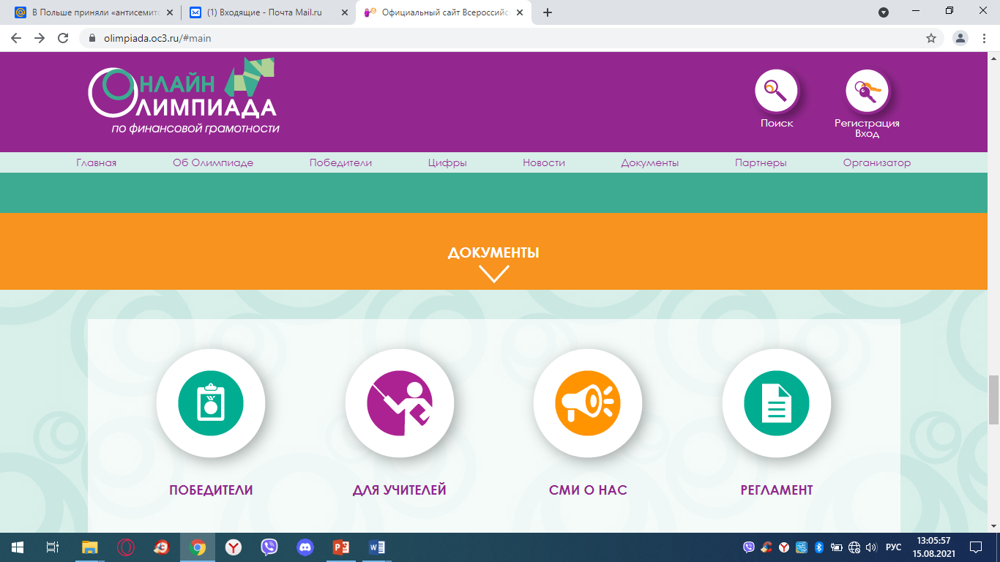 В Польше приняли «антисемито
(1) Входящие - Почта Mail.ru
Официальный сайт Всероссийс
olimpiada.oc3.ru/#main
ОНЛАЙН
ОЛИМПИАДА
по финансовой грамотности
Поиск
Регистрация
Вход
Главная
Об Олимпиаде
Победители
Цифры
Новости
Документы
Партнеры
Организатор
ДОКУМЕНТЫ
ПОБЕДИТЕЛИ
ДЛЯ УЧИТЕЛЕЙ
СМИ О НАС
РЕГЛАМЕНТ
РУС
13:05:57
15.08.2021